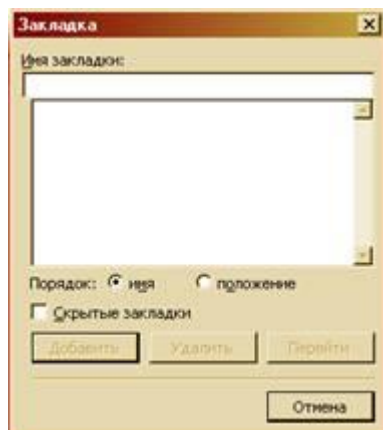 Закладка
Имя закладки:
Порядок: имя положение
Скрытые закладки
Добавить Удалить Перейти
Отмена